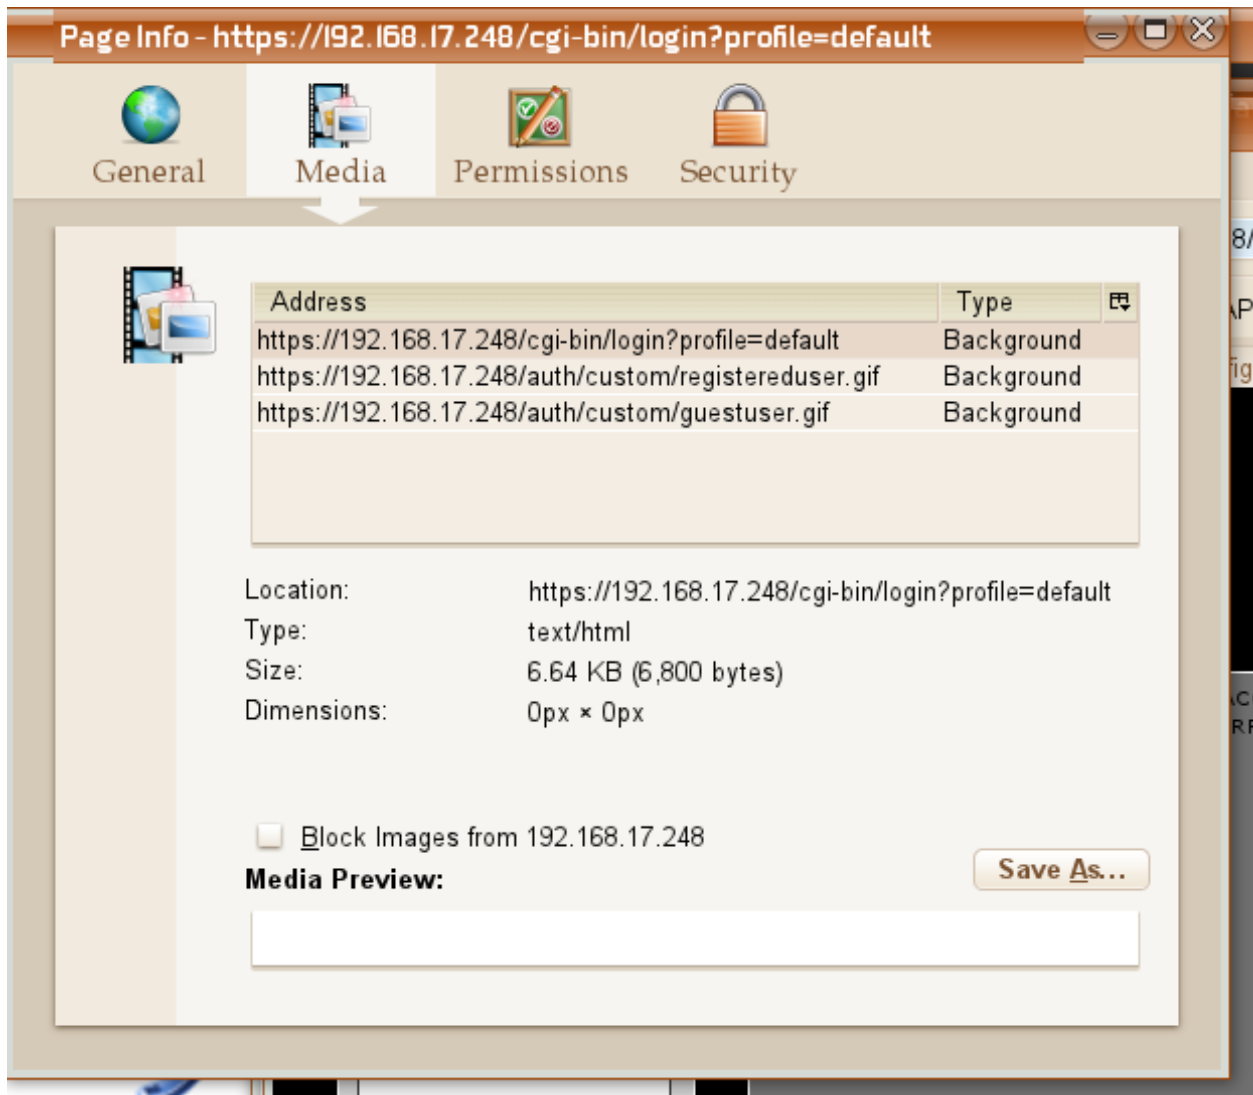 Page Info - https://192.168.17.248/cgi-bin/login?profile=default
General Media Permissions Security
Address Type
https://192.168.17.248/cgi-bin/login?profile=default Background
https://192.168.17.248/auth/custom/registereduser.gif Background
https://192.168.17.248/auth/custom/guestuser.gif Background
Location: https://192.168.17.248/cgi-bin/login?profile=default
Type: text/html
Size: 6.64 KB (6,800 bytes)
Dimensions: 0px × 0px
Block Images from 192.168.17.248
Save As...
Media Preview:
8/